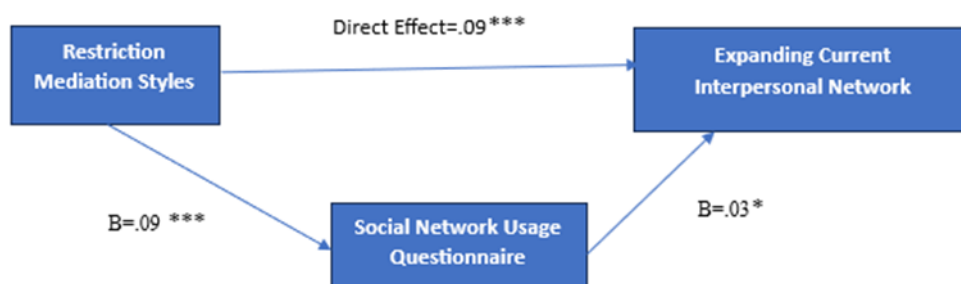 Direct Effect=.09***
Restriction
Mediation Styles
Expanding Current
Interpersonal Network
B=.09 ***
B=.03*
Social Network Usage
Questionnaire